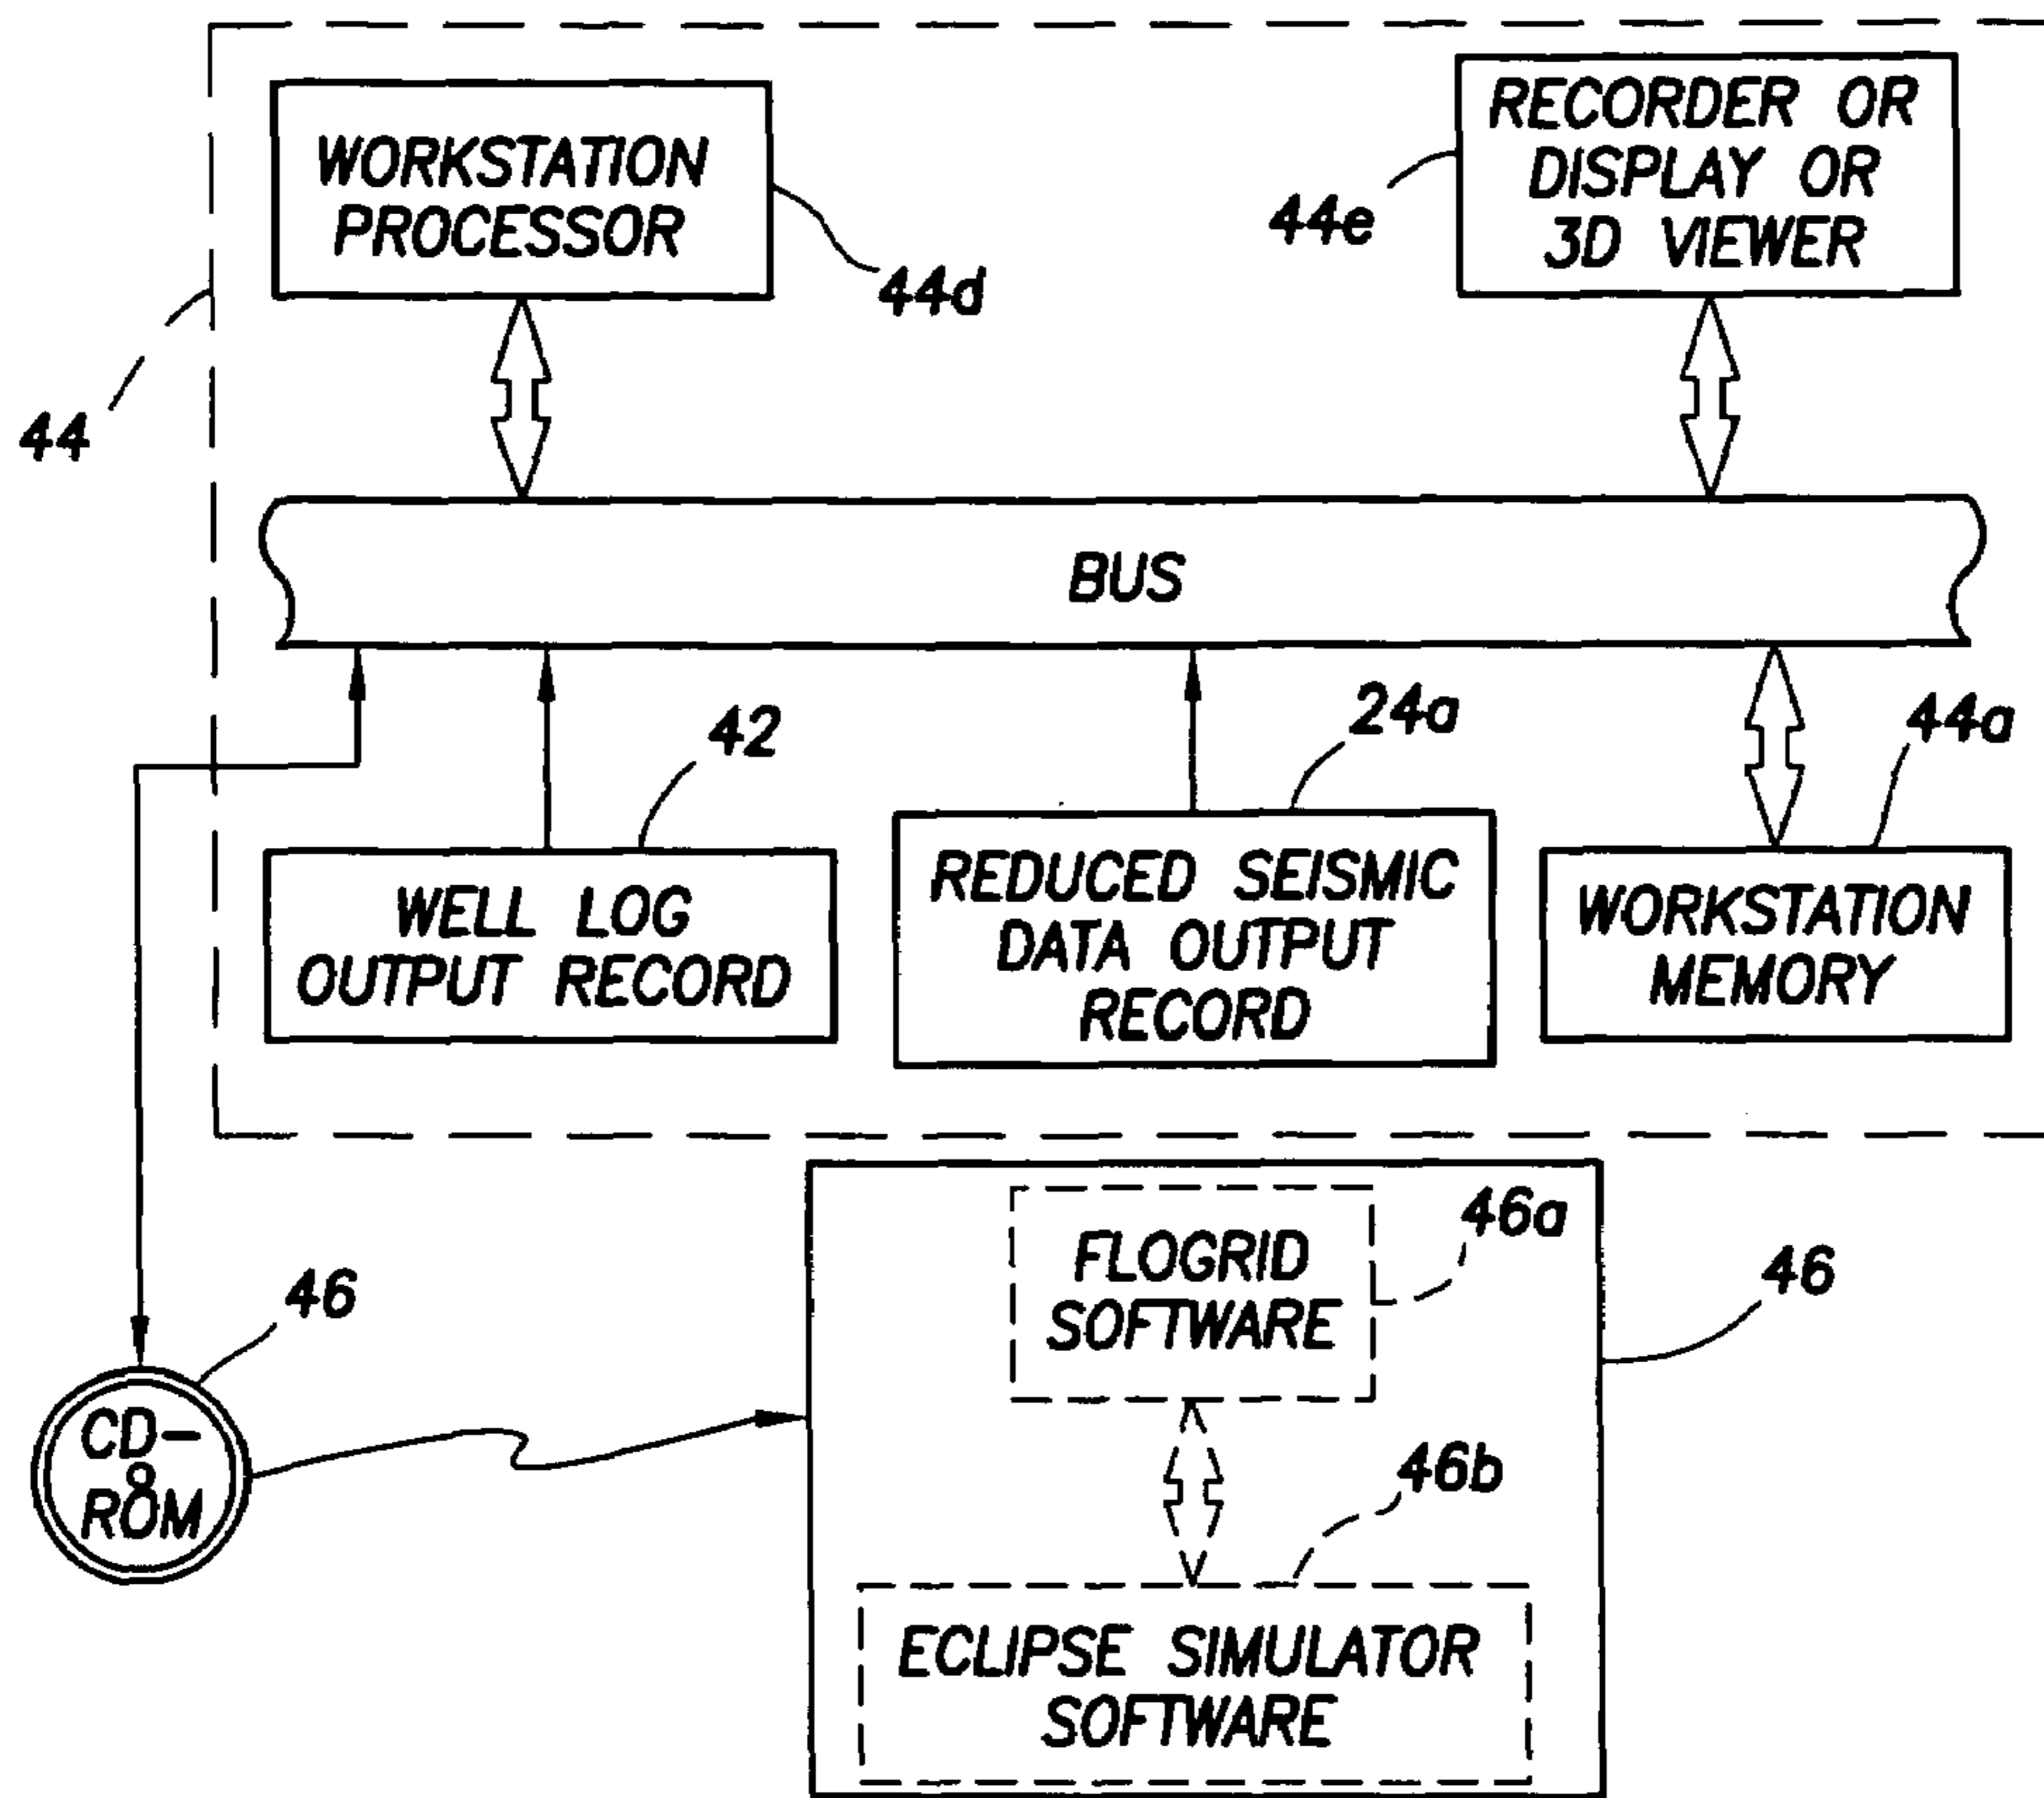 WORKSTATION
PROCESSOR
44d
RECORDER OR
DISPLAY OR
3D VIEWER
44e
44
BUS
42
24a
44a
WELL LOG
OUTPUT RECORD
REDUCED SEISMIC
DATA OUTPUT
RECORD
WORKSTATION
MEMORY
46
CD-
ROM
FLOGRID
SOFTWARE
46a
46
46b
ECLIPSE SIMULATOR
SOFTWARE